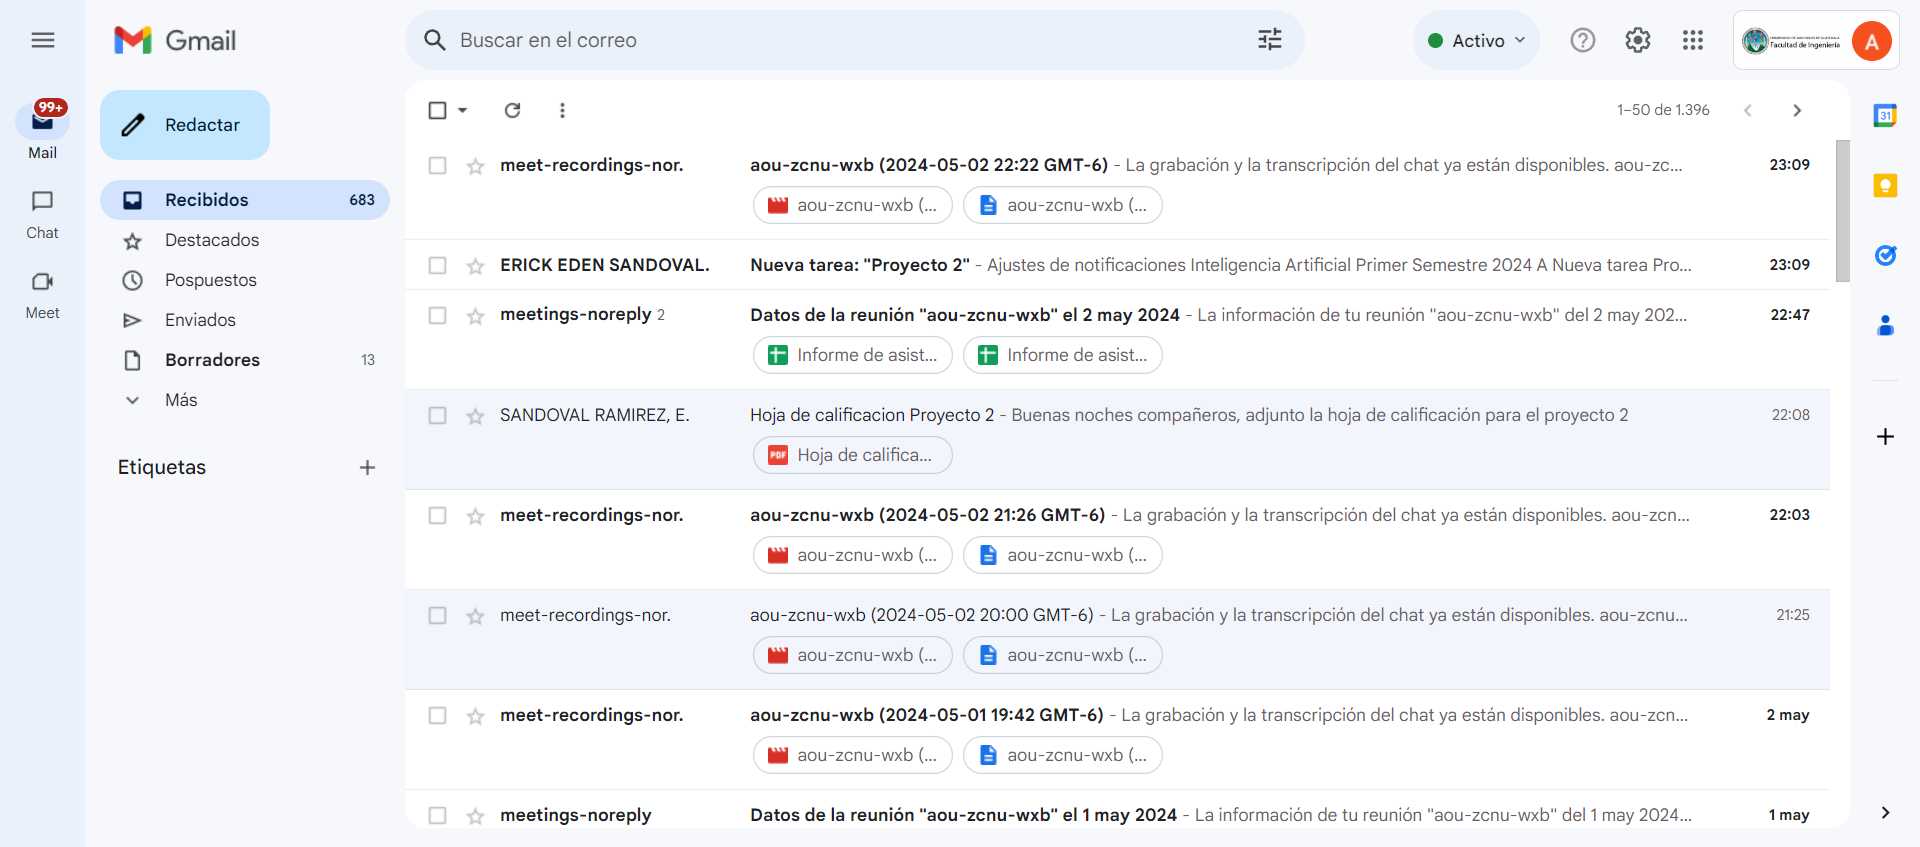 Gmail
Buscar en el correo
Activo
Facultad de Ingeniería
A
99+
Mail
Chat
Meet
Redactar
Recibidos 683
Destacados
Pospuestos
Enviados
Borradores 13
Más
Etiquetas
1–50 de 1.396
meet-recordings-nor. aou-zcnu-wxb (2024-05-02 22:22 GMT-6) - La grabación y la transcripción del chat ya están disponibles. aou-zc... 23:09
aou-zcnu-wxb (... aou-zcnu-wxb (...
ERICK EDEN SANDOVAL. Nueva tarea: "Proyecto 2" - Ajustes de notificaciones Inteligencia Artificial Primer Semestre 2024 A Nueva tarea Pro... 23:09
meetings-noreply 2 Datos de la reunión "aou-zcnu-wxb" el 2 may 2024 - La información de tu reunión "aou-zcnu-wxb" del 2 may 202... 22:47
Informe de asist... Informe de asist...
SANDOVAL RAMIREZ, E. Hoja de calificacion Proyecto 2 - Buenas noches compañeros, adjunto la hoja de calificación para el proyecto 2 22:08
PDF Hoja de califica...
meet-recordings-nor. aou-zcnu-wxb (2024-05-02 21:26 GMT-6) - La grabación y la transcripción del chat ya están disponibles. aou-zcn... 22:03
aou-zcnu-wxb (... aou-zcnu-wxb (...
meet-recordings-nor. aou-zcnu-wxb (2024-05-02 20:00 GMT-6) - La grabación y la transcripción del chat ya están disponibles. aou-zcnu... 21:25
aou-zcnu-wxb (... aou-zcnu-wxb (...
meet-recordings-nor. aou-zcnu-wxb (2024-05-01 19:42 GMT-6) - La grabación y la transcripción del chat ya están disponibles. aou-zcn... 2 may
aou-zcnu-wxb (... aou-zcnu-wxb (...
meetings-noreply Datos de la reunión "aou-zcnu-wxb" el 1 may 2024 - La información de tu reunión "aou-zcnu-wxb" del 1 may 2024... 1 may
31